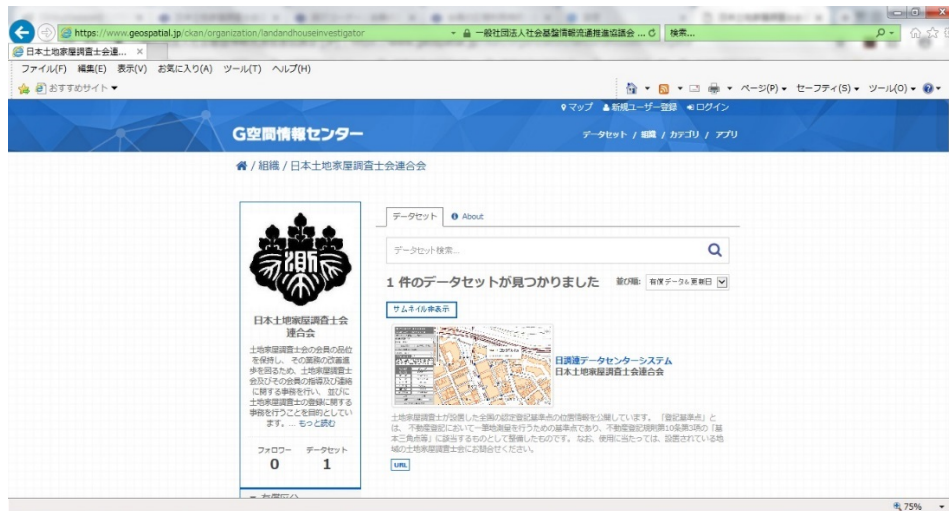 https://www.geospatial.jp/ckan/organization/landandhouseinvestigator
一般社団法人社会基盤情報流通推進協議会 ...
検索...
日本土地家屋調査士会連...
ファイル(F) 編集(E) 表示(V) お気に入り(A) ツール(T) ヘルプ(H)
おすすめサイト
ページ(P) セーフティ(S) ツール(O)
マップ 新規ユーザー登録 ログイン
G空間情報センター
データセット / 組織 / カテゴリ / アプリ
/ 組織 / 日本土地家屋調査士会連合会
測
日本土地家屋調査士会
連合会
土地家屋調査士の会員の品位
を保持し、 その業務の改善進
歩を図るため、土地家屋調査士
会及びその会員の指導及び連絡
に関する事務を行い、 並びに
土地家屋調査士の登録に関する
事務を行うことを目的としてい
ます。... もっと読む
フォロワー データセット
0 1
データセット About
データセット検索...
1 件のデータセットが見つかりました
並び順: 有償データ& 更新日
サムネイル非表示
日調連データセンターシステム
日本土地家屋調査士会連合会
土地家屋調査士が設置した全国の認定登記基準点の位置情報を公開しています。 「登記基準点」と
は、 不動産登記において一筆地測量を行うための基準点であり、不動産登記規則第10条第3項の「基
本三角点等」に該当するものとして整備したものです。 なお、使用に当たっては、設置されている地
域の土地家屋調査士会にお問合せください。
URL
75%